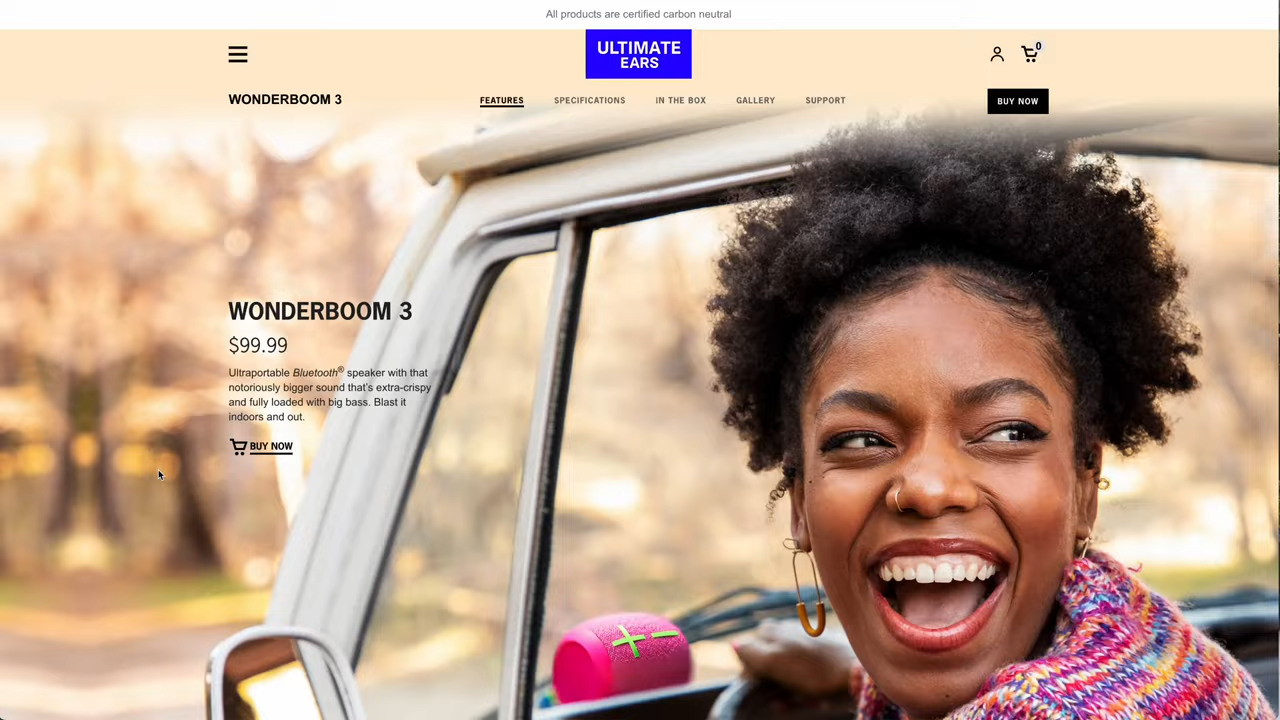 All products are certified carbon neutral
ULTIMATE
EARS
0
WONDERBOOM 3
FEATURES
SPECIFICATIONS
IN THE BOX
GALLERY
SUPPORT
BUY NOW
WONDERBOOM 3
$99.99
Ultraportable Bluetooth® speaker with that
notoriously bigger sound that's extra-crispy
and fully loaded with big bass. Blast it
indoors and out.
BUY NOW